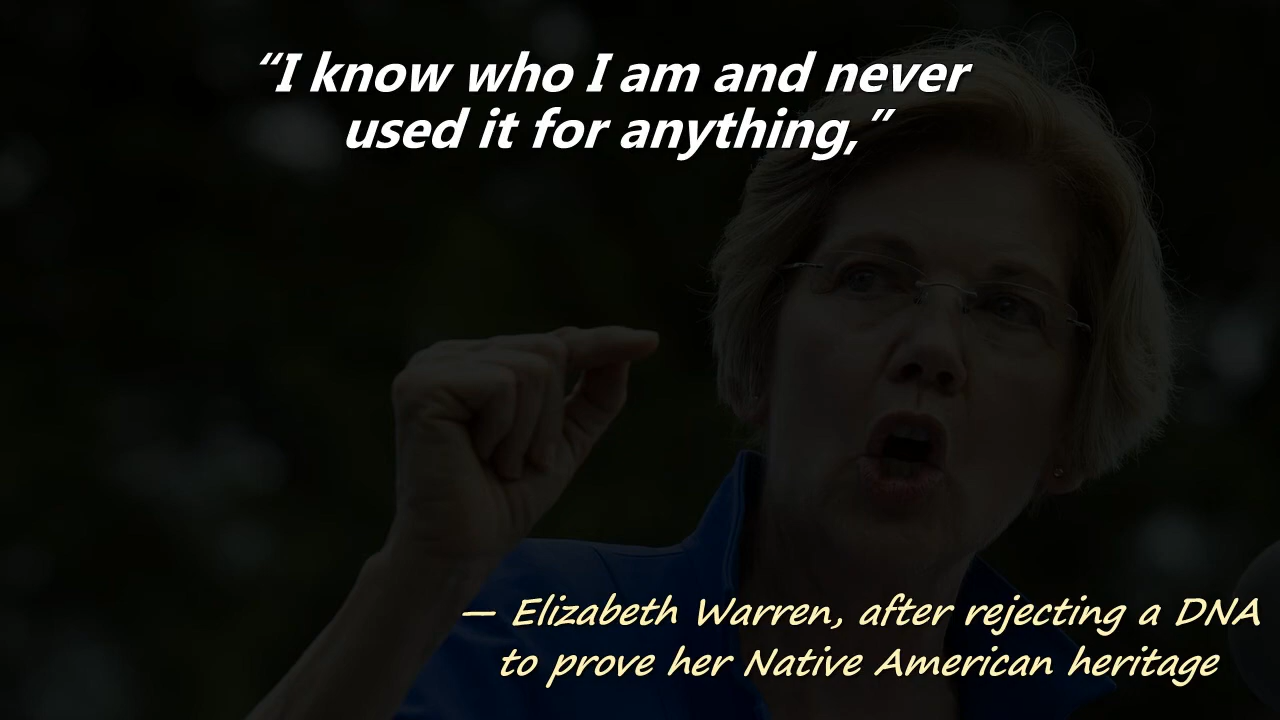 “I know who I am and never
used it for anything,”
— Elizabeth Warren, after rejecting a DNA
to prove her Native American heritage